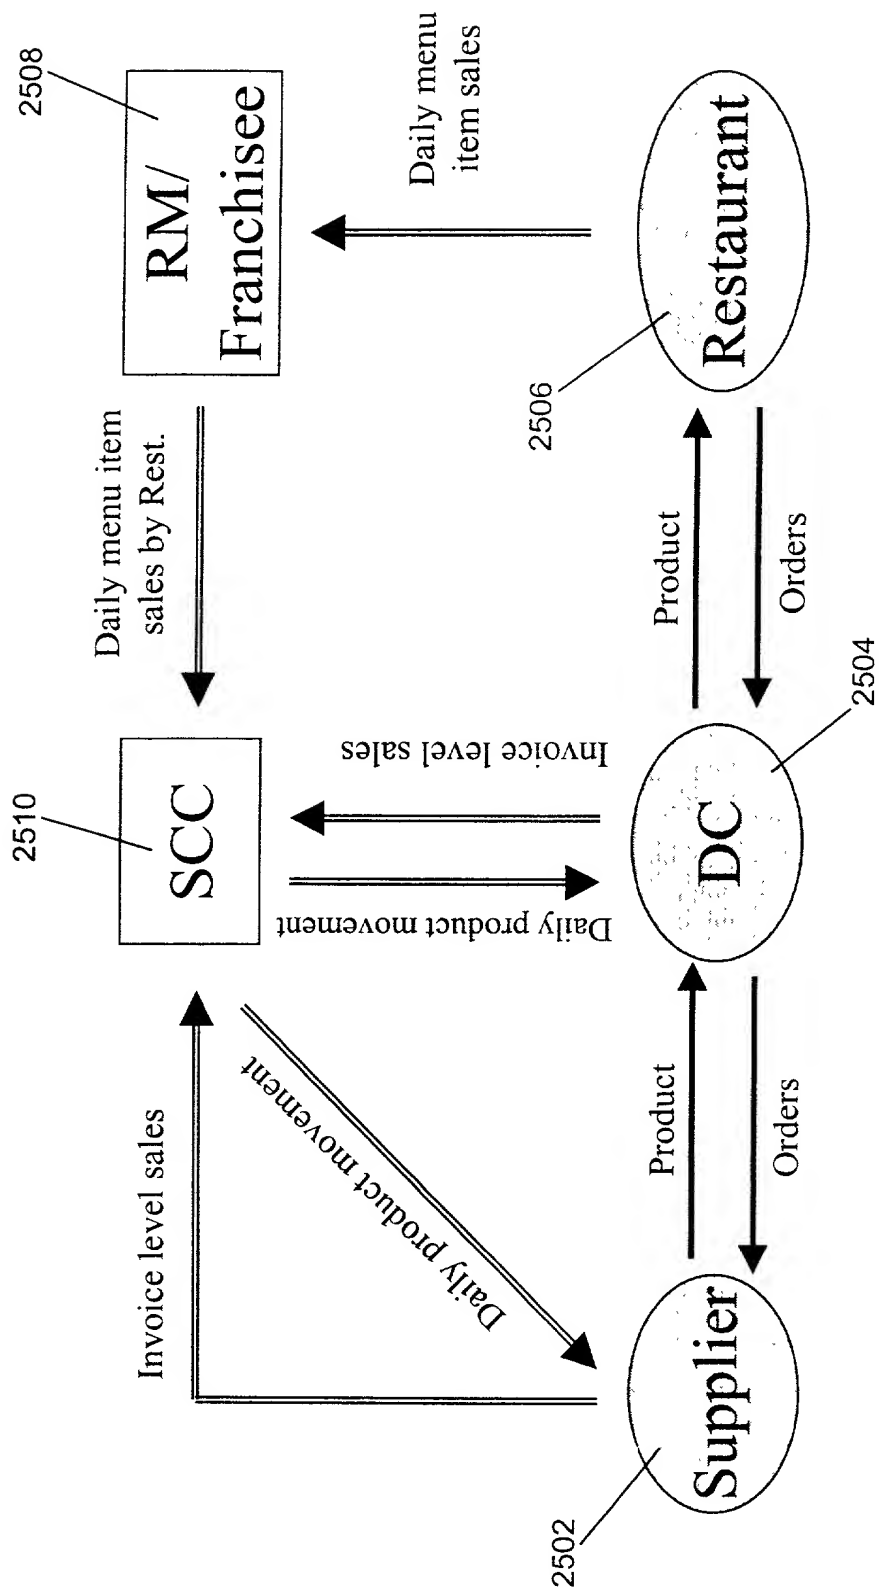 2510
2508
SCC
Daily menu item
sales by Rest.
RM/
Franchisee
Invoice level sales
Daily product movement
Daily product movement
Invoice level sales
Daily menu
item sales
2502
Supplier
Product
Orders
DC
2504
Product
Orders
2506
Restaurant